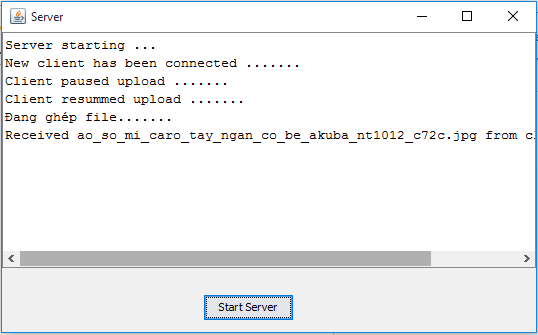 Server
Server starting ...
New client has been connected .......
Client paused upload .......
Client resummed upload .......
Đang ghép file.......
Received ao_so_mi_caro_tay_ngan_co_be_akuba_nt1012_c72c.jpg from
Start Server